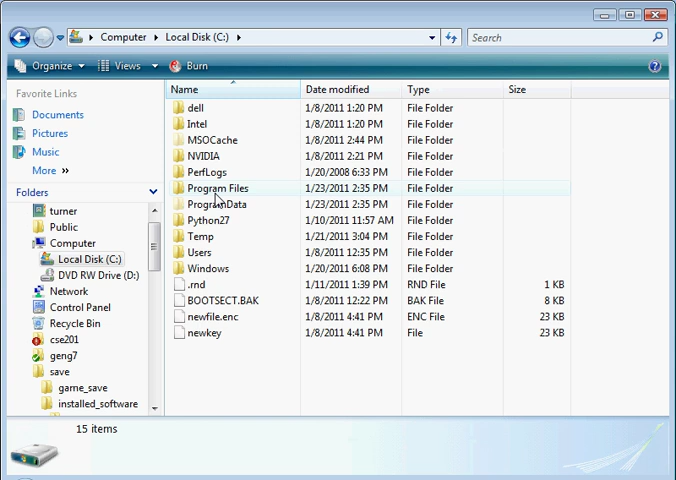 Computer Local Disk (C:) Search
Organize Views Burn
Favorite Links
Documents
Pictures
Music
More »
Folders
turner
Public
Computer
Local Disk (C:)
DVD RW Drive (D:)
Network
Control Panel
Recycle Bin
cse201
geng7
save
game_save
installed_software
Name Date modified Type Size
dell 1/8/2011 1:20 PM File Folder
Intel 1/8/2011 1:20 PM File Folder
MSOCache 1/8/2011 2:44 PM File Folder
NVIDIA 1/8/2011 2:21 PM File Folder
PerfLogs 1/20/2008 6:33 PM File Folder
Program Files 1/23/2011 2:35 PM File Folder
ProgramData 1/23/2011 2:35 PM File Folder
Python27 1/10/2011 11:57 AM File Folder
Temp 1/21/2011 3:04 PM File Folder
Users 1/8/2011 12:35 PM File Folder
Windows 1/20/2011 6:08 PM File Folder
.rnd 1/11/2011 1:39 PM RND File 1 KB
BOOTSECT.BAK 1/8/2011 12:22 PM BAK File 8 KB
newfile.enc 1/8/2011 4:41 PM ENC File 23 KB
newkey 1/8/2011 4:41 PM File 23 KB
15 items